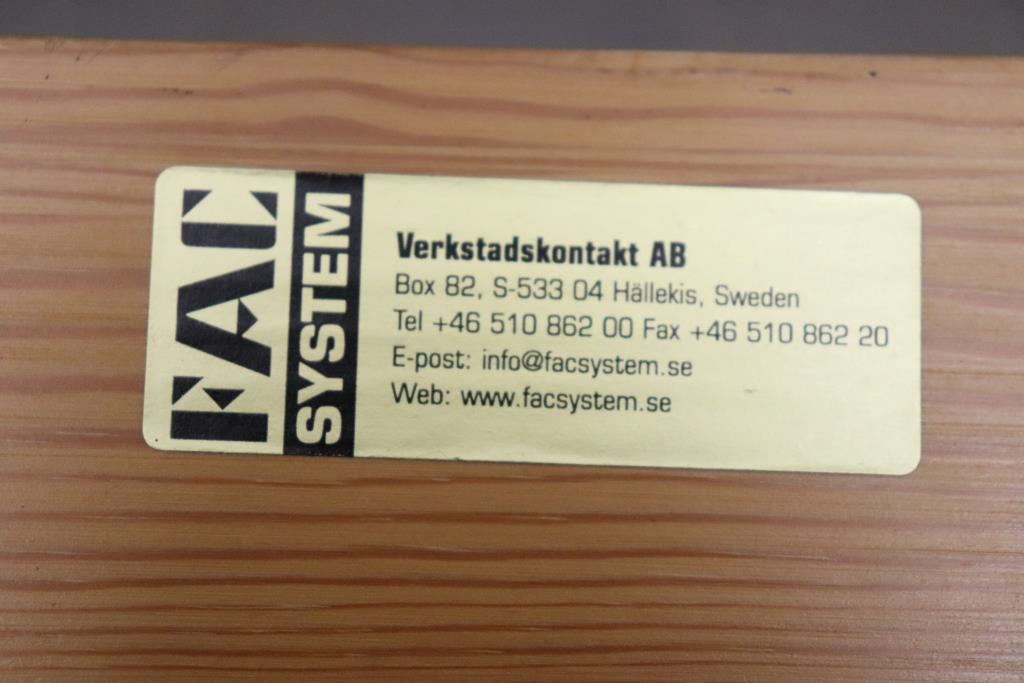 FAC
SYSTEM
Verkstadskontakt AB
Box 82, S-533 04 Hällekis, Sweden
Tel +46 510 862 00 Fax +46 510 862 20
E-post: info@facsystem.se
Web: www.facsystem.se